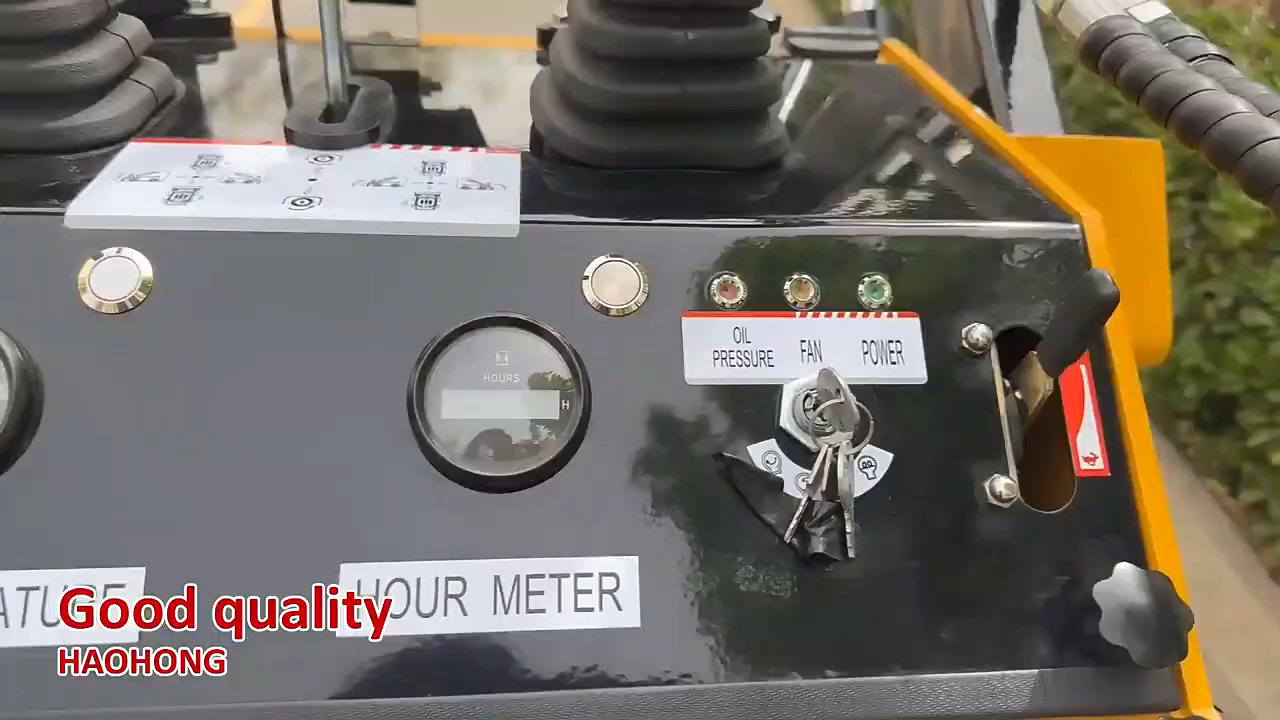 OIL
PRESSURE
FAN
POWER
HOURS
H
HOUR METER
Good quality
HAOHONG